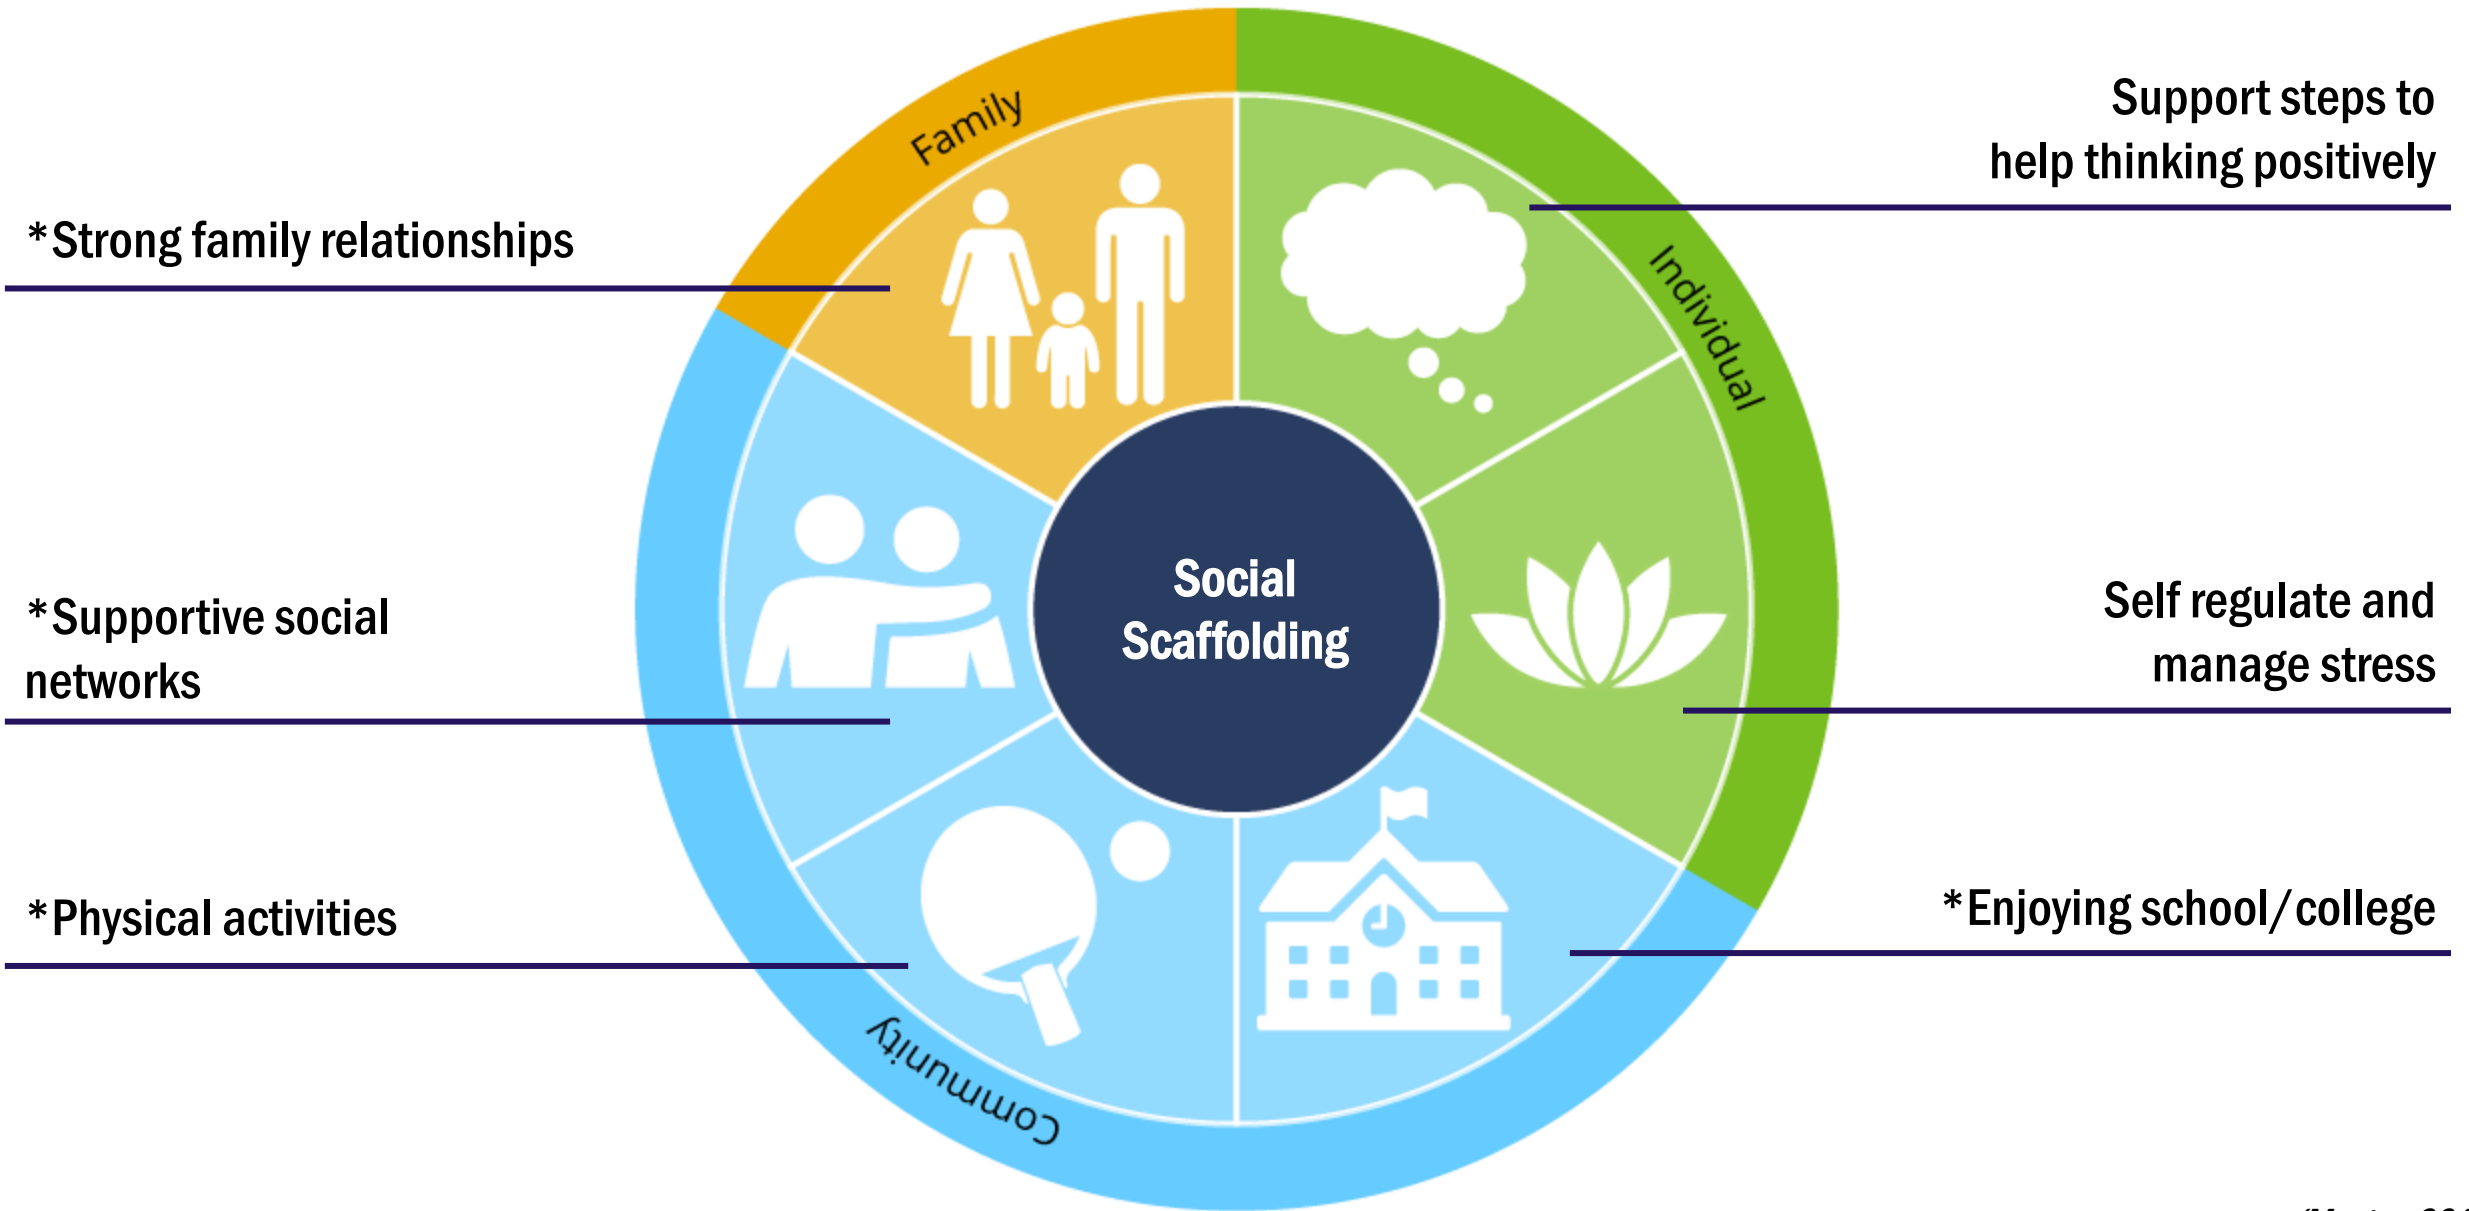 Family
Support steps to
help thinking positively
*Strong family relationships
Individual
Social
Scaffolding
*Supportive social
networks
Self regulate and
manage stress
*Physical activities
*Enjoying school/college
Community